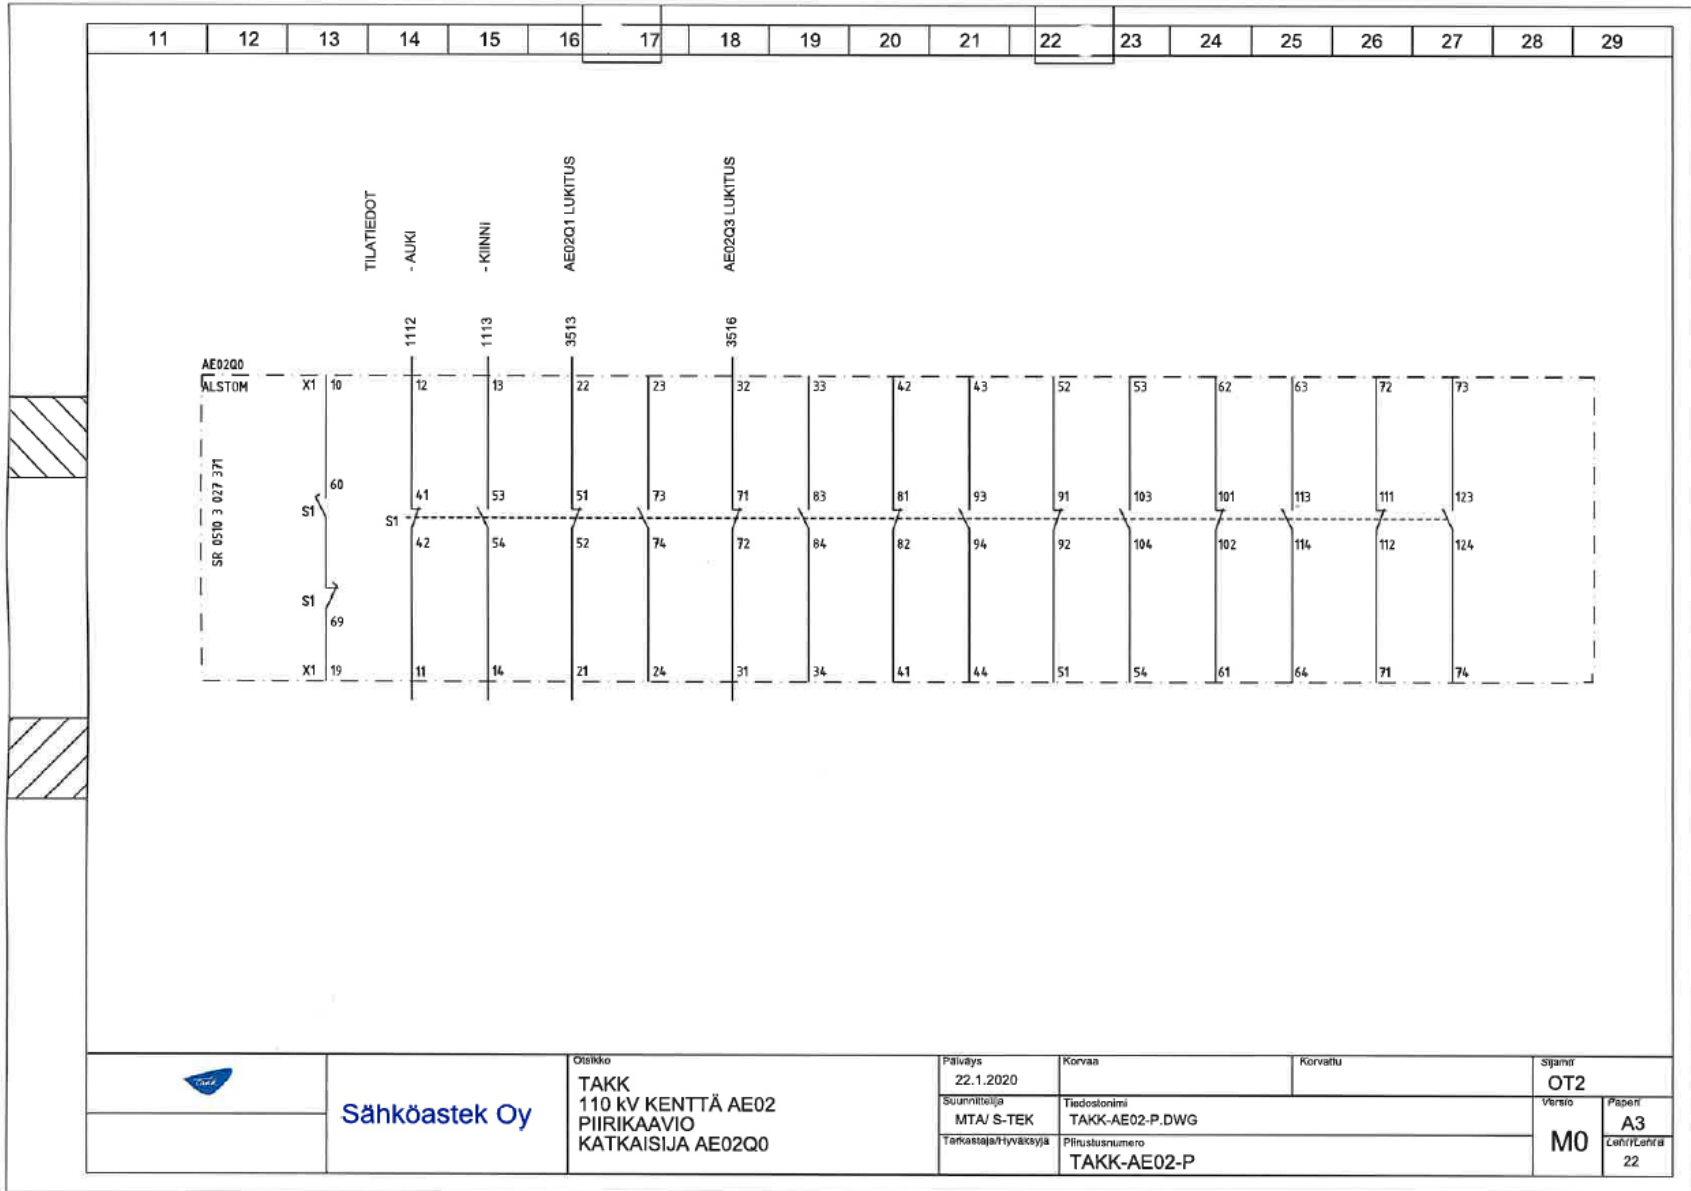 11 12 13 14 15 16 17 18 19 20 21 22 23 24 25 26 27 28 29
TILATIEDOT
- AUKI
- KIINNI
AE02Q1 LUKITUS
AE02Q3 LUKITUS
1112 1113 3513 3516
AE02Q0
ALSTOM X1 10 12 13 22 23 32 33 42 43 52 53 62 63 72 73
SR 0510 3 027 371
60
41 53 51 73 71 83 81 93 91 103 101 113 111 123
S1
S1
42 54 52 74 72 84 82 94 92 104 102 114 112 124
S1
69
X1 19 11 14 21 24 31 34 41 44 51 54 61 64 71 74
Takk
Sähköastek Oy
Otsikko
TAKK
110 kV KENTTÄ AE02
PIIRIKAAVIO
KATKAISIJA AE02Q0
Päiväys
22.1.2020
Korvaa
Korvattu
Sijainti
OT2
Suunnittelija
MTA/ S-TEK
Tiedostonimi
TAKK-AE02-P.DWG
Versio
M0
Paperi
A3
Tarkastaja/Hyväksyjä
Piirustusnumero
TAKK-AE02-P
Lehti/Lehtiä
22